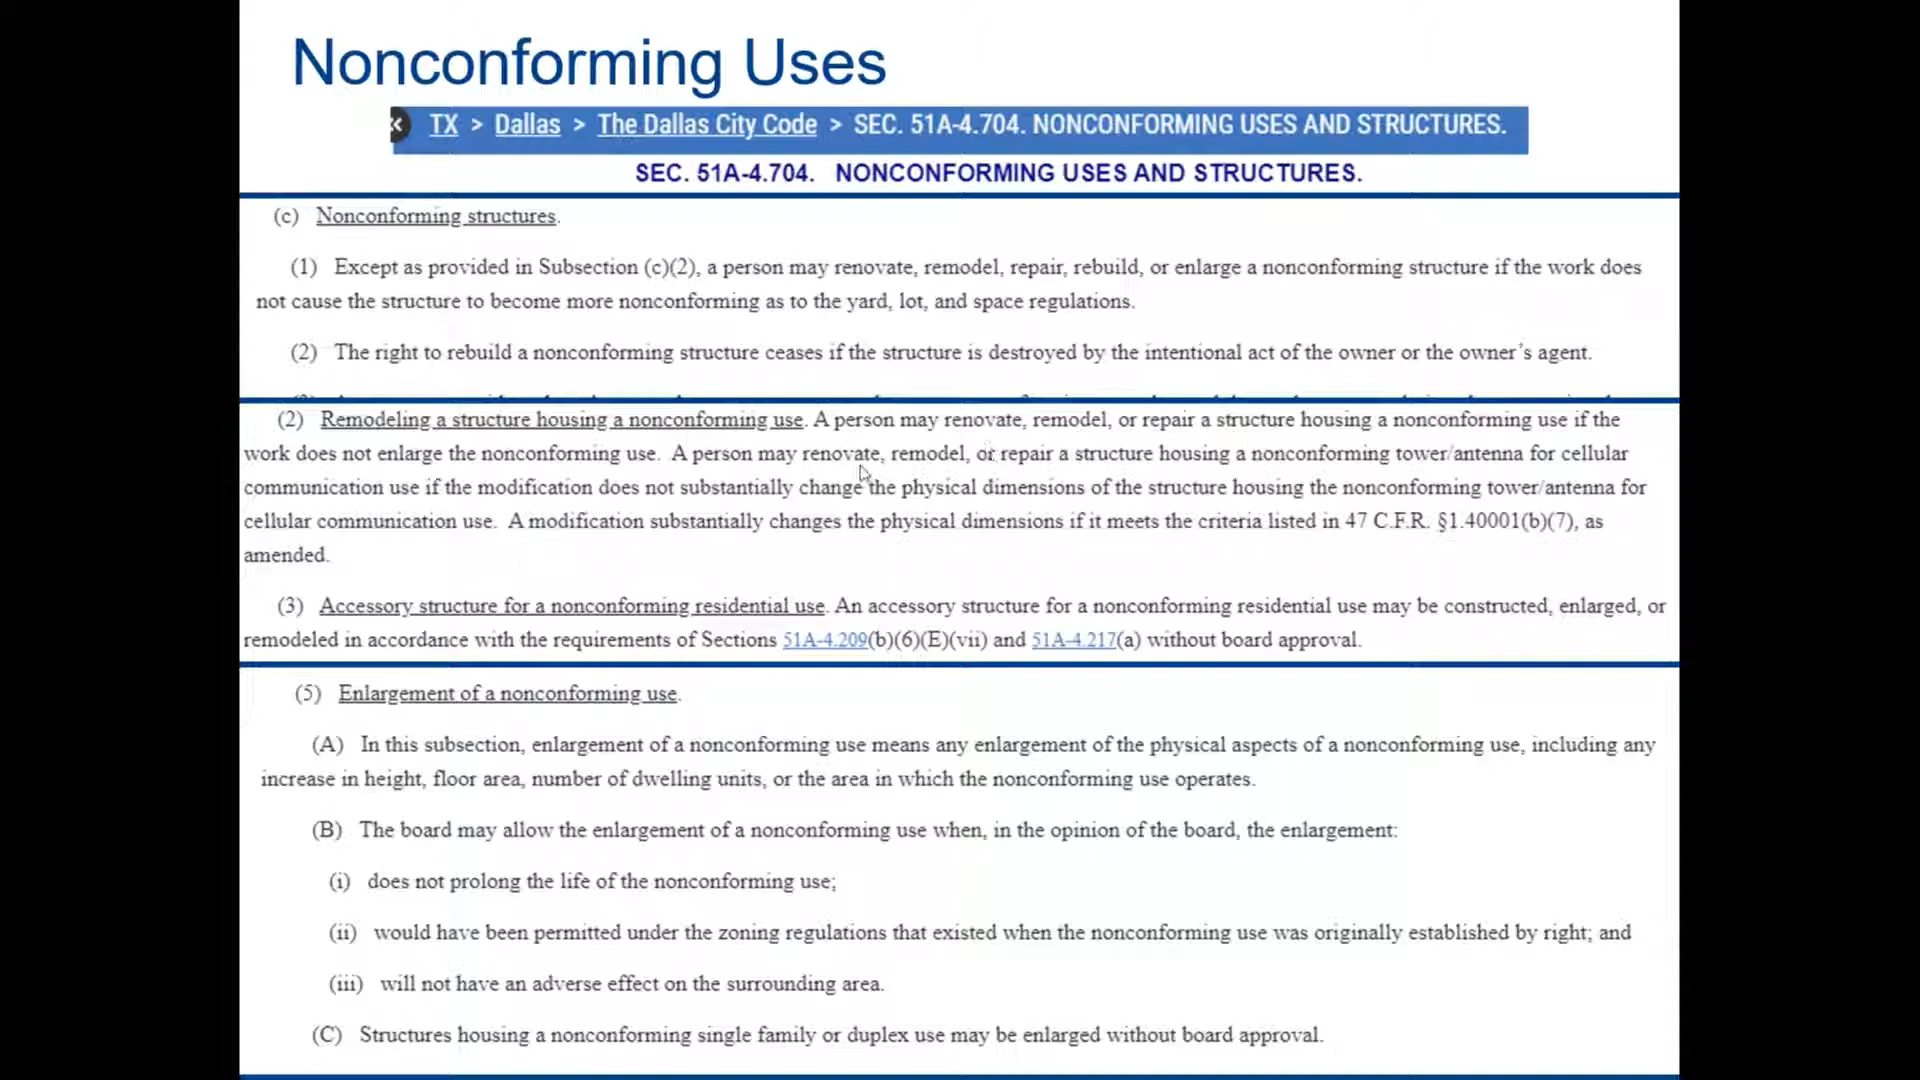 Nonconforming Uses
TX > Dallas > The Dallas City Code > SEC. 51A-4.704. NONCONFORMING USES AND STRUCTURES.
SEC. 51A-4.704. NONCONFORMING USES AND STRUCTURES.
(c) Nonconforming structures.
(1) Except as provided in Subsection (c)(2), a person may renovate, remodel, repair, rebuild, or enlarge a nonconforming structure if the work does
not cause the structure to become more nonconforming as to the yard, lot, and space regulations.
(2) The right to rebuild a nonconforming structure ceases if the structure is destroyed by the intentional act of the owner or the owner's agent.
(2) Remodeling a structure housing a nonconforming use. A person may renovate, remodel, or repair a structure housing a nonconforming use if the
work does not enlarge the nonconforming use. A person may renovate, remodel, or repair a structure housing a nonconforming tower/antenna for cellular
communication use if the modification does not substantially change the physical dimensions of the structure housing the nonconforming tower/antenna for
cellular communication use. A modification substantially changes the physical dimensions if it meets the criteria listed in 47 C.F.R. §1.40001(b)(7), as
amended.
(3) Accessory structure for a nonconforming residential use. An accessory structure for a nonconforming residential use may be constructed, enlarged, or
remodeled in accordance with the requirements of Sections 51A-4.209(b)(6)(E)(vii) and 51A-4.217(a) without board approval.
(5) Enlargement of a nonconforming use.
(A) In this subsection, enlargement of a nonconforming use means any enlargement of the physical aspects of a nonconforming use, including any
increase in height, floor area, number of dwelling units, or the area in which the nonconforming use operates.
(B) The board may allow the enlargement of a nonconforming use when, in the opinion of the board, the enlargement:
(i) does not prolong the life of the nonconforming use;
(ii) would have been permitted under the zoning regulations that existed when the nonconforming use was originally established by right; and
(iii) will not have an adverse effect on the surrounding area.
(C) Structures housing a nonconforming single family or duplex use may be enlarged without board approval.